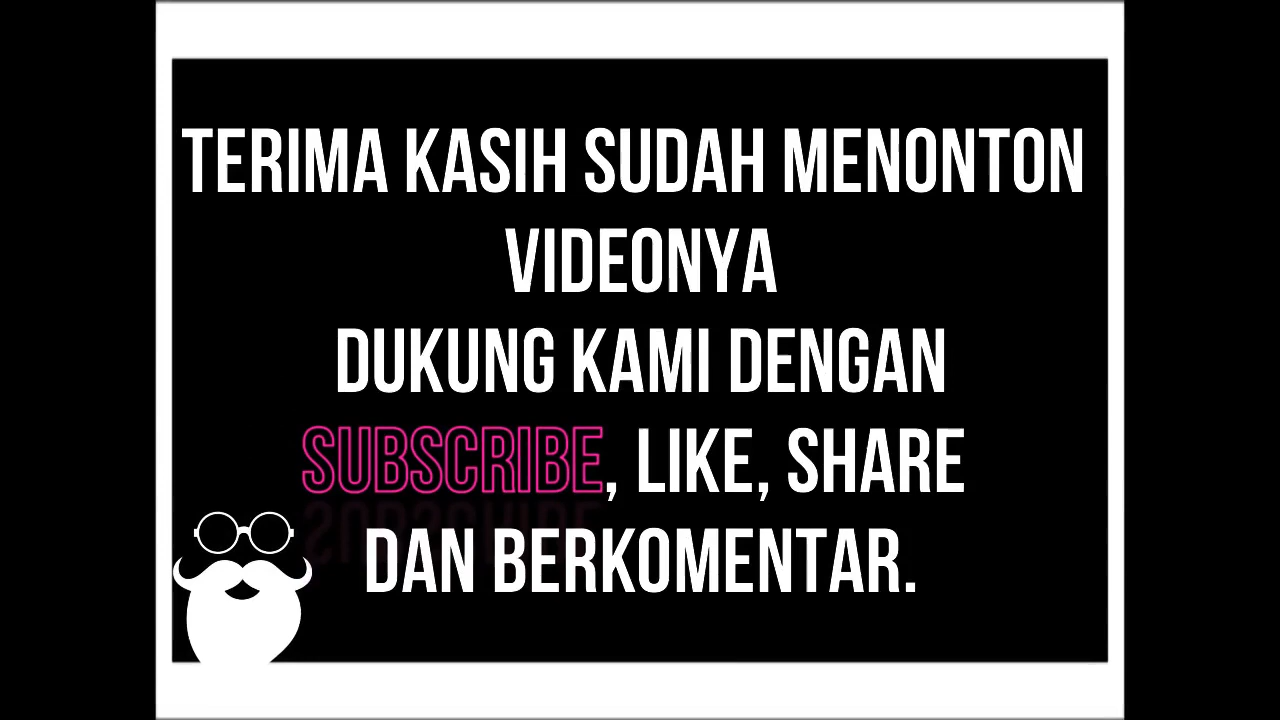 TERIMA KASIH SUDAH MENONTON
VIDEONYA
DUKUNG KAMI DENGAN
SUBSCRIBE, LIKE, SHARE
DAN BERKOMENTAR.